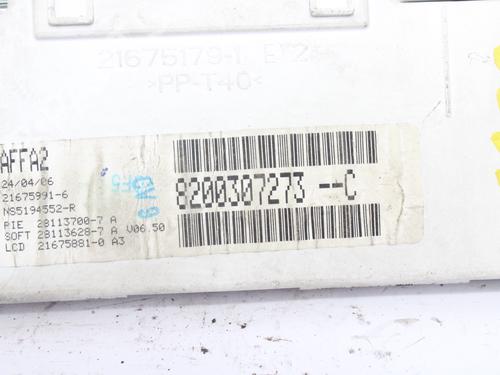 21675179-1 E
>PP-T40<
AFFA2
24/04/06
21675991-6
NS5194552-R
PIE 28113700-7 A
SOFT 28113628-7 A V06.50
LCD 21675881-0 A3
8200307273 --C